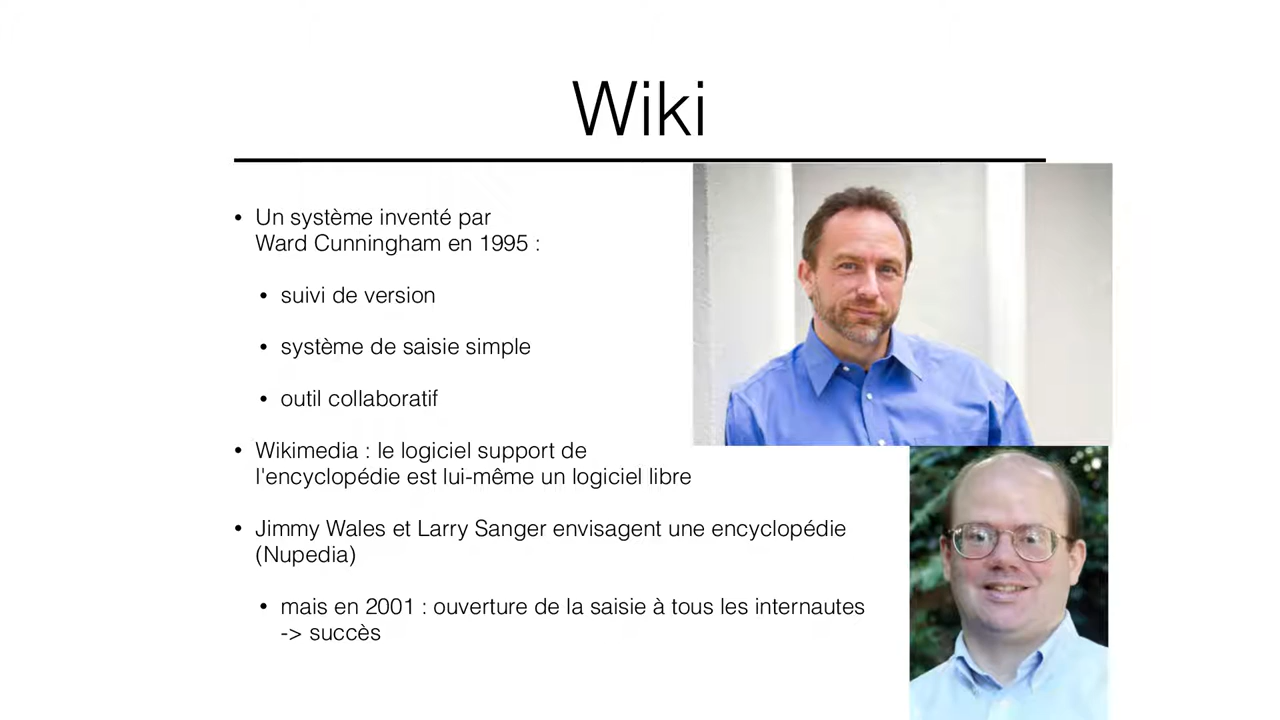 Wiki
• Un système inventé par
Ward Cunningham en 1995 :
• suivi de version
• système de saisie simple
• outil collaboratif
• Wikimedia : le logiciel support de
l'encyclopédie est lui-même un logiciel libre
• Jimmy Wales et Larry Sanger envisagent une encyclopédie
(Nupedia)
• mais en 2001 : ouverture de la saisie à tous les internautes
-> succès